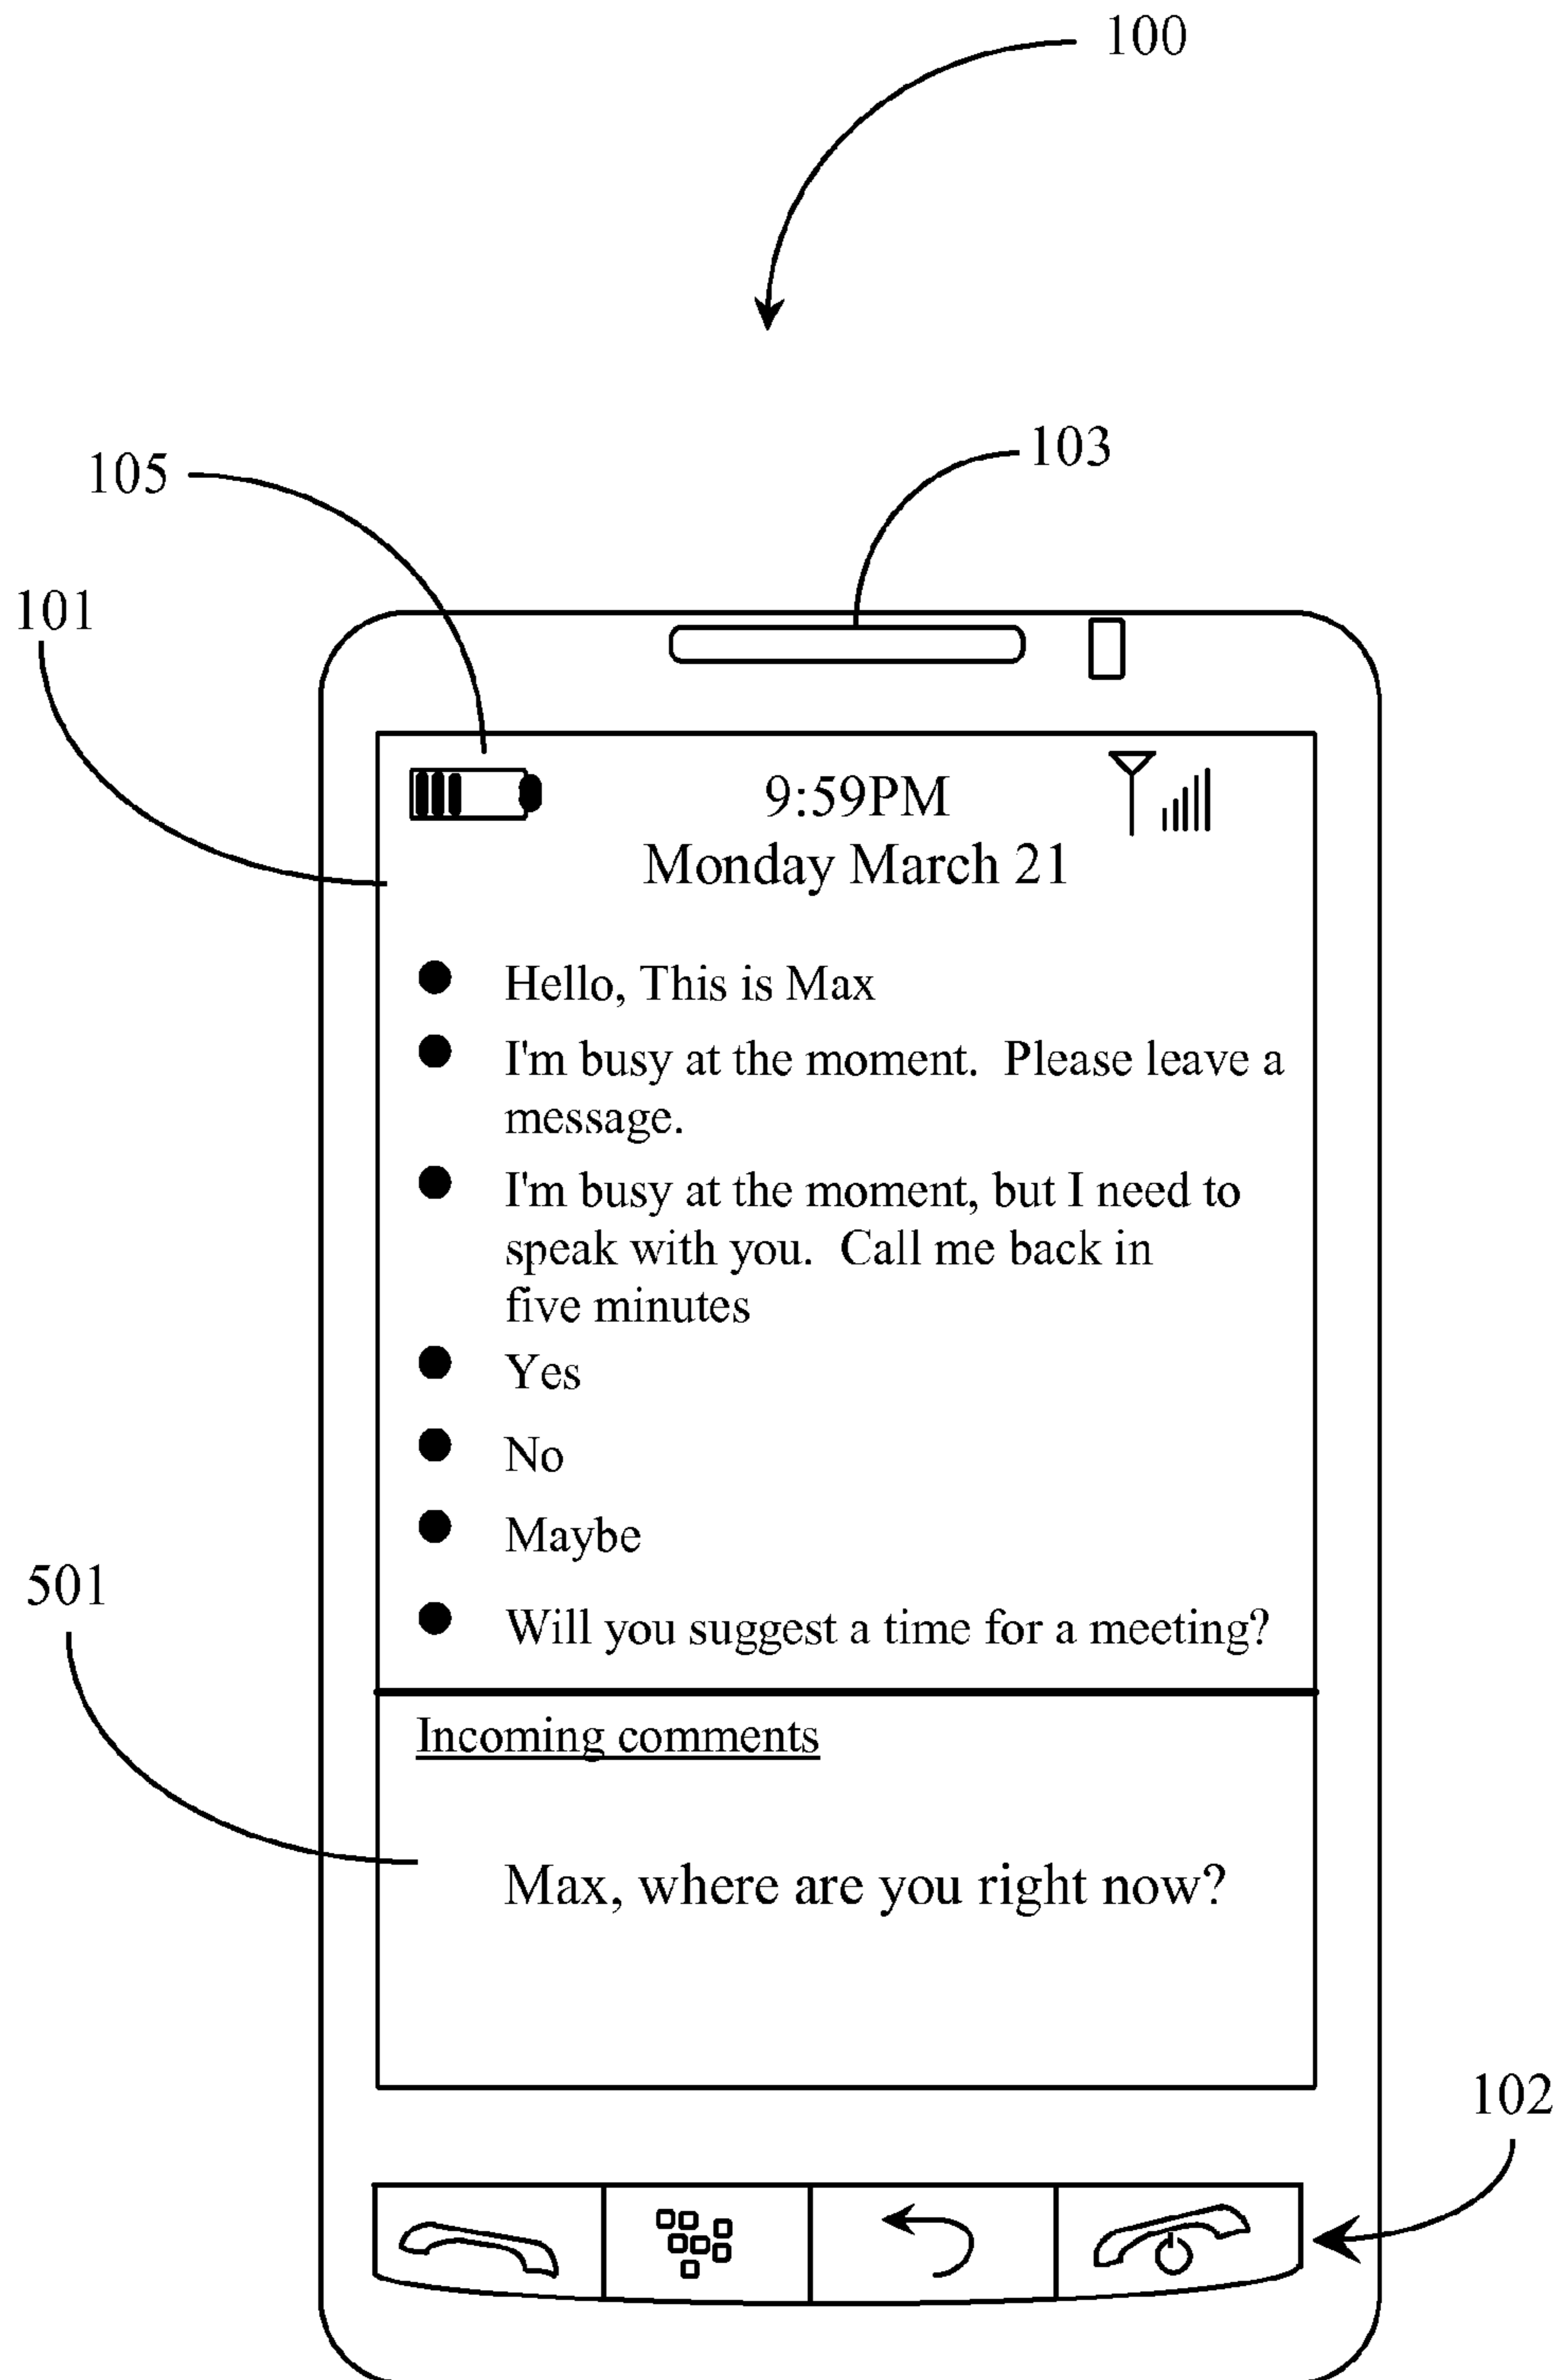 100
103
105
101
9:59PM
Monday March 21
Hello, This is Max
I'm busy at the moment.  Please leave a
message.
I'm busy at the moment, but I need to
speak with you.  Call me back in
five minutes
Yes
No
Maybe
501
Will you suggest a time for a meeting?
Incoming comments
Max, where are you right now?
102